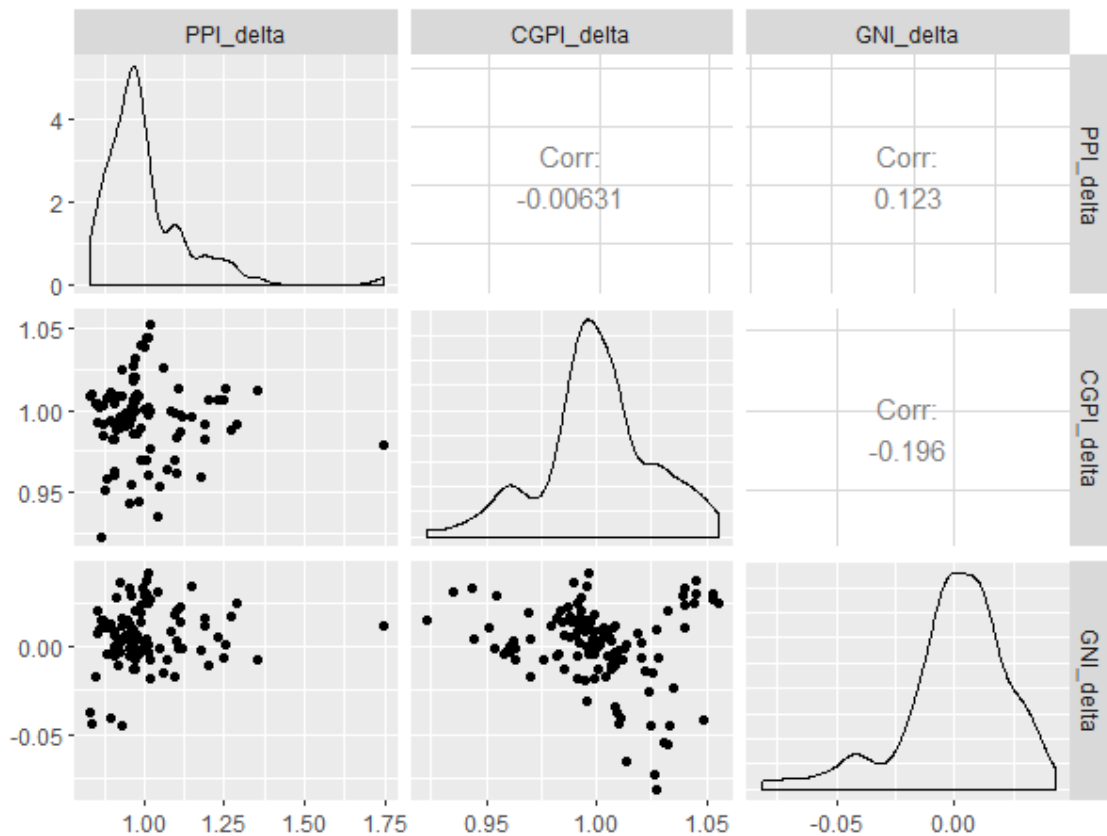 PPI_delta CGPI_delta GNI_delta
4
2
0
Corr:
-0.00631
Corr:
0.123
PPI_delta
1.05
1.00
0.95
Corr:
-0.196
CGPI_delta
0.00
-0.05
GNI_delta
1.00 1.25 1.50 1.75 0.95 1.00 1.05 -0.05 0.00